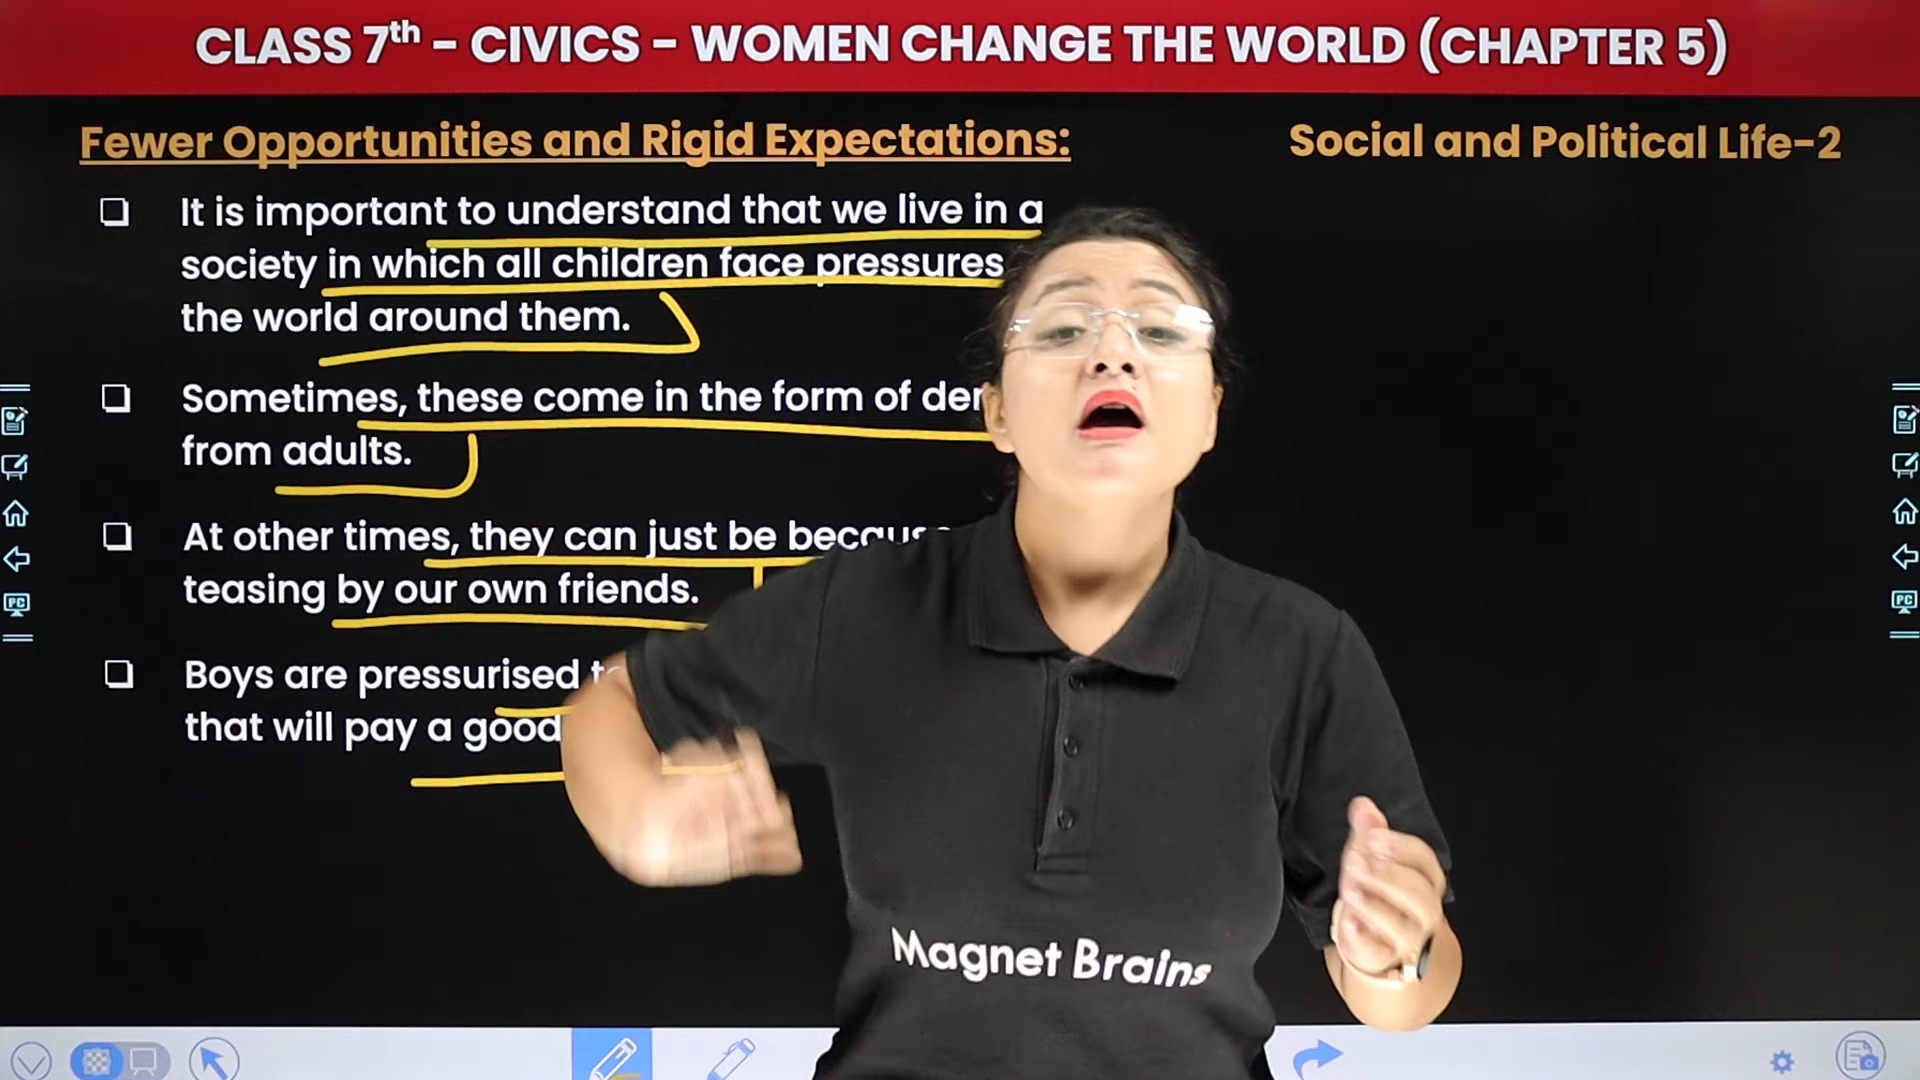 CLASS 7th - CIVICS - WOMEN CHANGE THE WORLD (CHAPTER 5)
Fewer Opportunities and Rigid Expectations:
Social and Political Life-2
It is important to understand that we live in a
society in which all children face pressures
the world around them.
Sometimes, these come in the form of
from adults.
At other times, they can just be
teasing by our own friends.
Boys are pressurised
that will pay a good
Magnet Brains
PC
PC